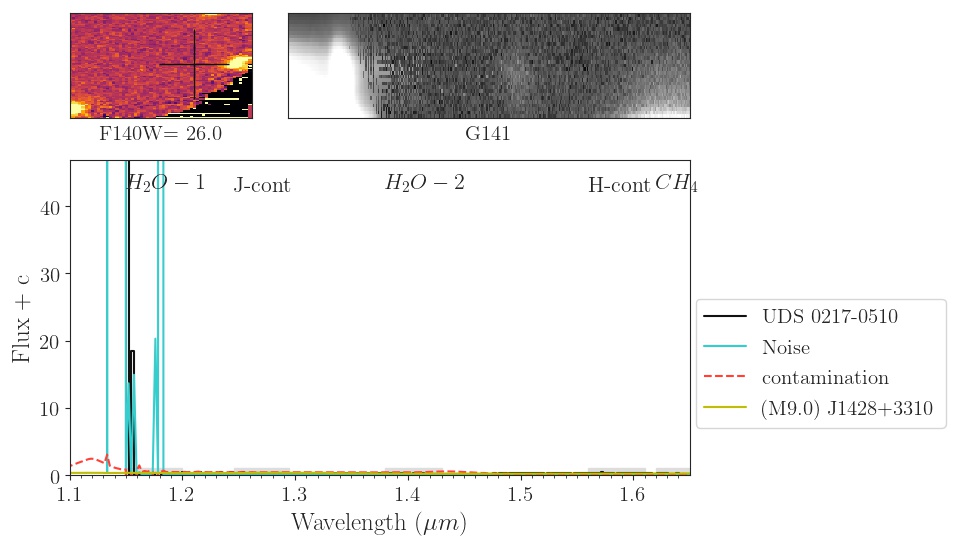 F140W= 26.0
G141
H₂O − 1 J-cont H₂O − 2 H-cont CH₄
40
30
20
10
0
Flux + c
1.1 1.2 1.3 1.4 1.5 1.6
Wavelength (μm)
UDS 0217-0510
Noise
contamination
(M9.0) J1428+3310